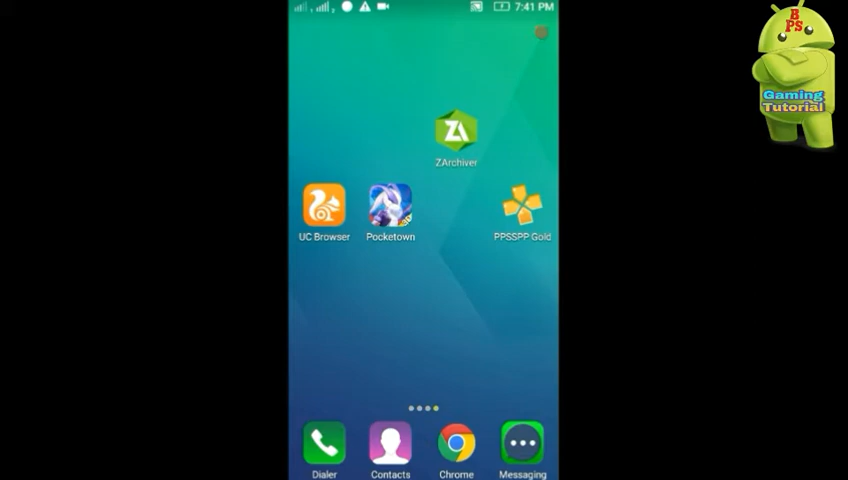 7:41 PM
BPS
Gaming
Tutorial
ZArchiver
UC Browser
Pocketown
PPSSPP Gold
Dialer
Contacts
Chrome
Messaging